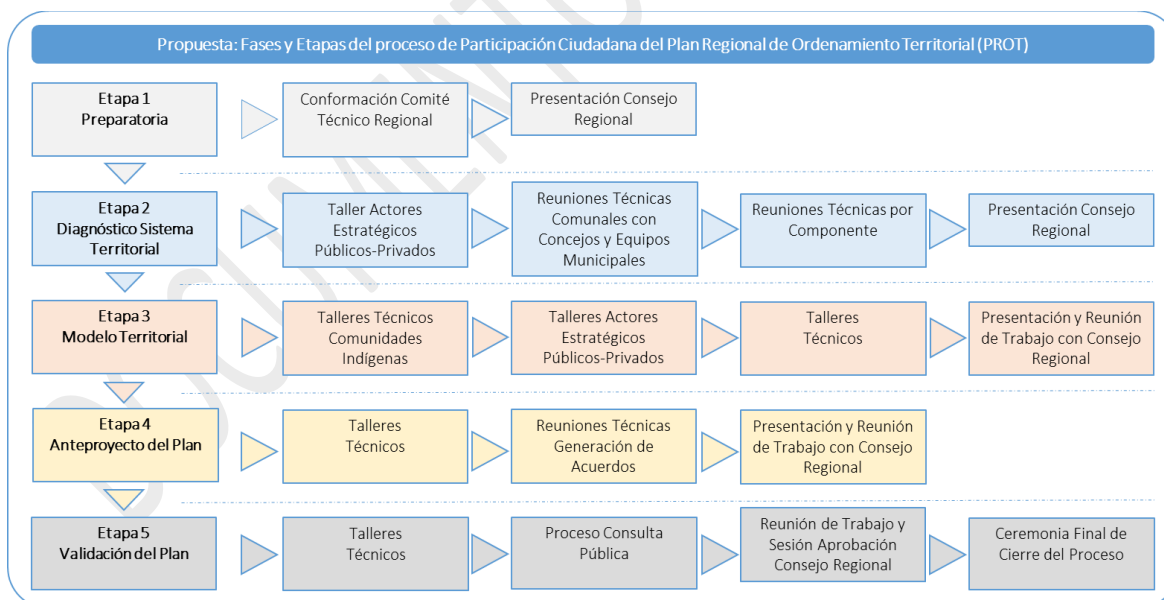 Propuesta: Fases y Etapas del proceso de Participación Ciudadana del Plan Regional de Ordenamiento Territorial (PROT)
Etapa 1
Preparatoria
Conformación Comité
Técnico Regional
Presentación Consejo
Regional
Etapa 2
Diagnóstico Sistema
Territorial
Taller Actores
Estratégicos
Públicos-Privados
Reuniones Técnicas
Comunales con
Concejos y Equipos
Municipales
Reuniones Técnicas por
Componente
Presentación Consejo
Regional
Etapa 3
Modelo Territorial
Talleres Técnicos
Comunidades
Indígenas
Talleres Actores
Estratégicos
Públicos-Privados
Talleres
Técnicos
Presentación y Reunión
de Trabajo con Consejo
Regional
Etapa 4
Anteproyecto del Plan
Talleres
Técnicos
Reuniones Técnicas
Generación de
Acuerdos
Presentación y Reunión
de Trabajo con Consejo
Regional
Etapa 5
Validación del Plan
Talleres
Técnicos
Proceso Consulta
Pública
Reunión de Trabajo y
Sesión Aprobación
Consejo Regional
Ceremonia Final de
Cierre del Proceso